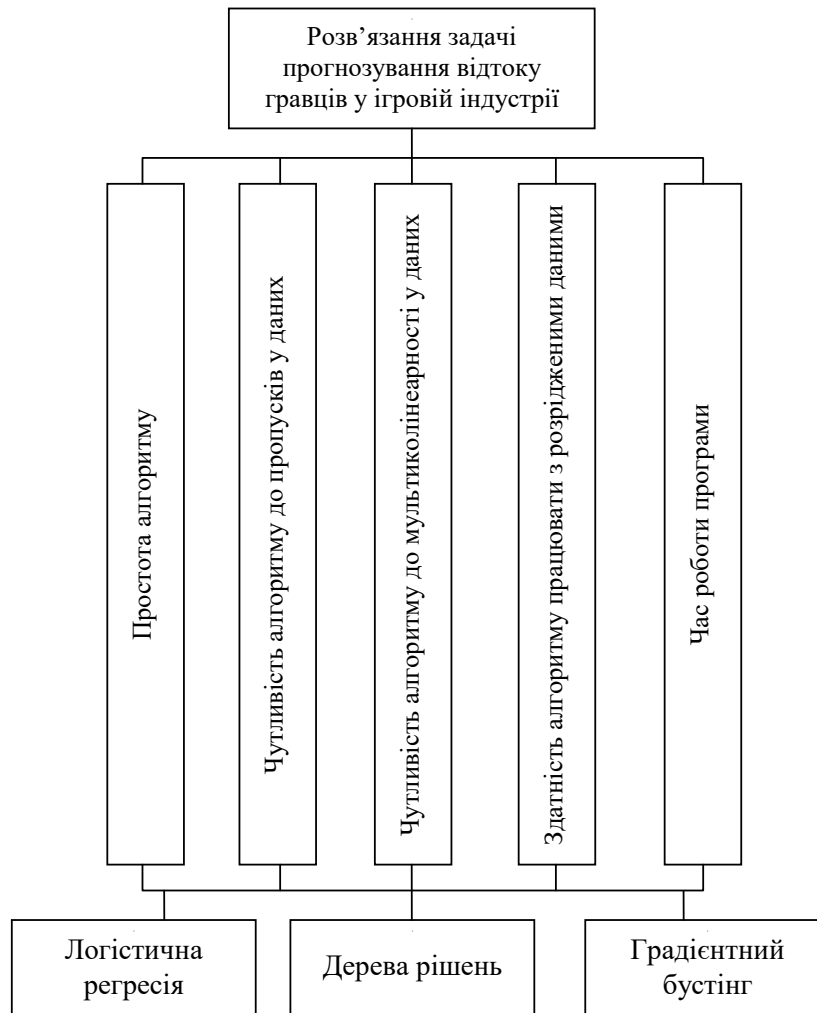 Розв’язання задачі
прогнозування відтоку
гравців у ігровій індустрії
Простота алгоритму
Чутливість алгоритму до пропусків у даних
Чутливість алгоритму до мультиколінеарності у даних
Здатність алгоритму працювати з розрідженими даними
Час роботи програми
Логістична
регресія
Дерева рішень
Градієнтний
бустінг